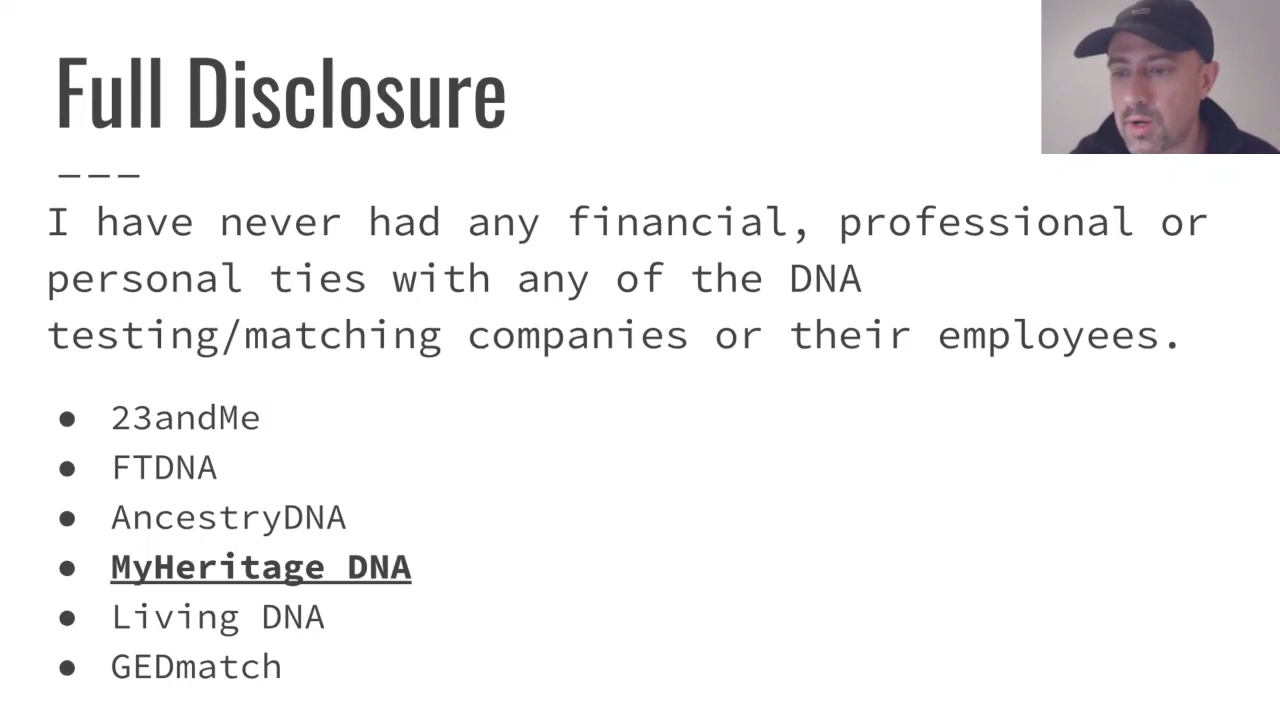 Full Disclosure
I have never had any financial, professional or
personal ties with any of the DNA
testing/matching companies or their employees.
● 23andMe
● FTDNA
● AncestryDNA
● MyHeritage DNA
● Living DNA
● GEDmatch